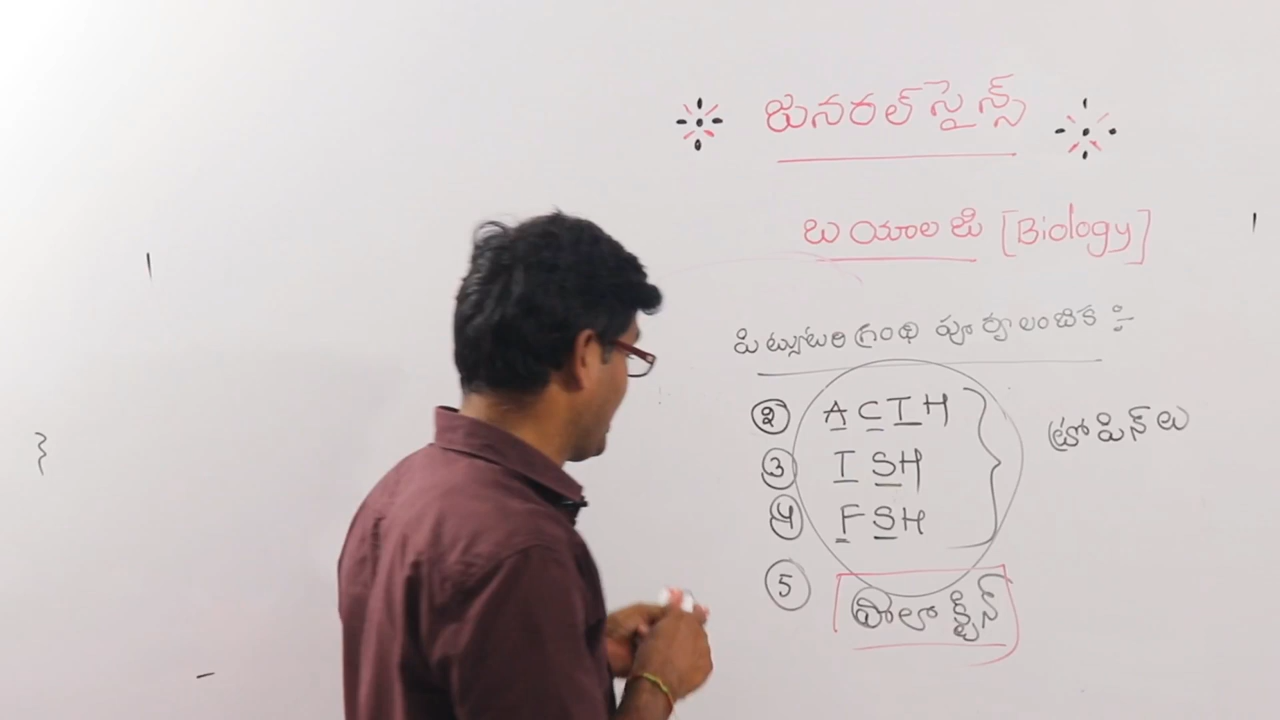 జనరల్ సైన్స్
బయాలజి [Biology]
పిట్యుటరి గ్రంథి పూర్వలంబిక :-
② ACTH
③ TSH
④ FSH
ట్రోపిన్ లు
⑤ ప్రోలాక్టిన్